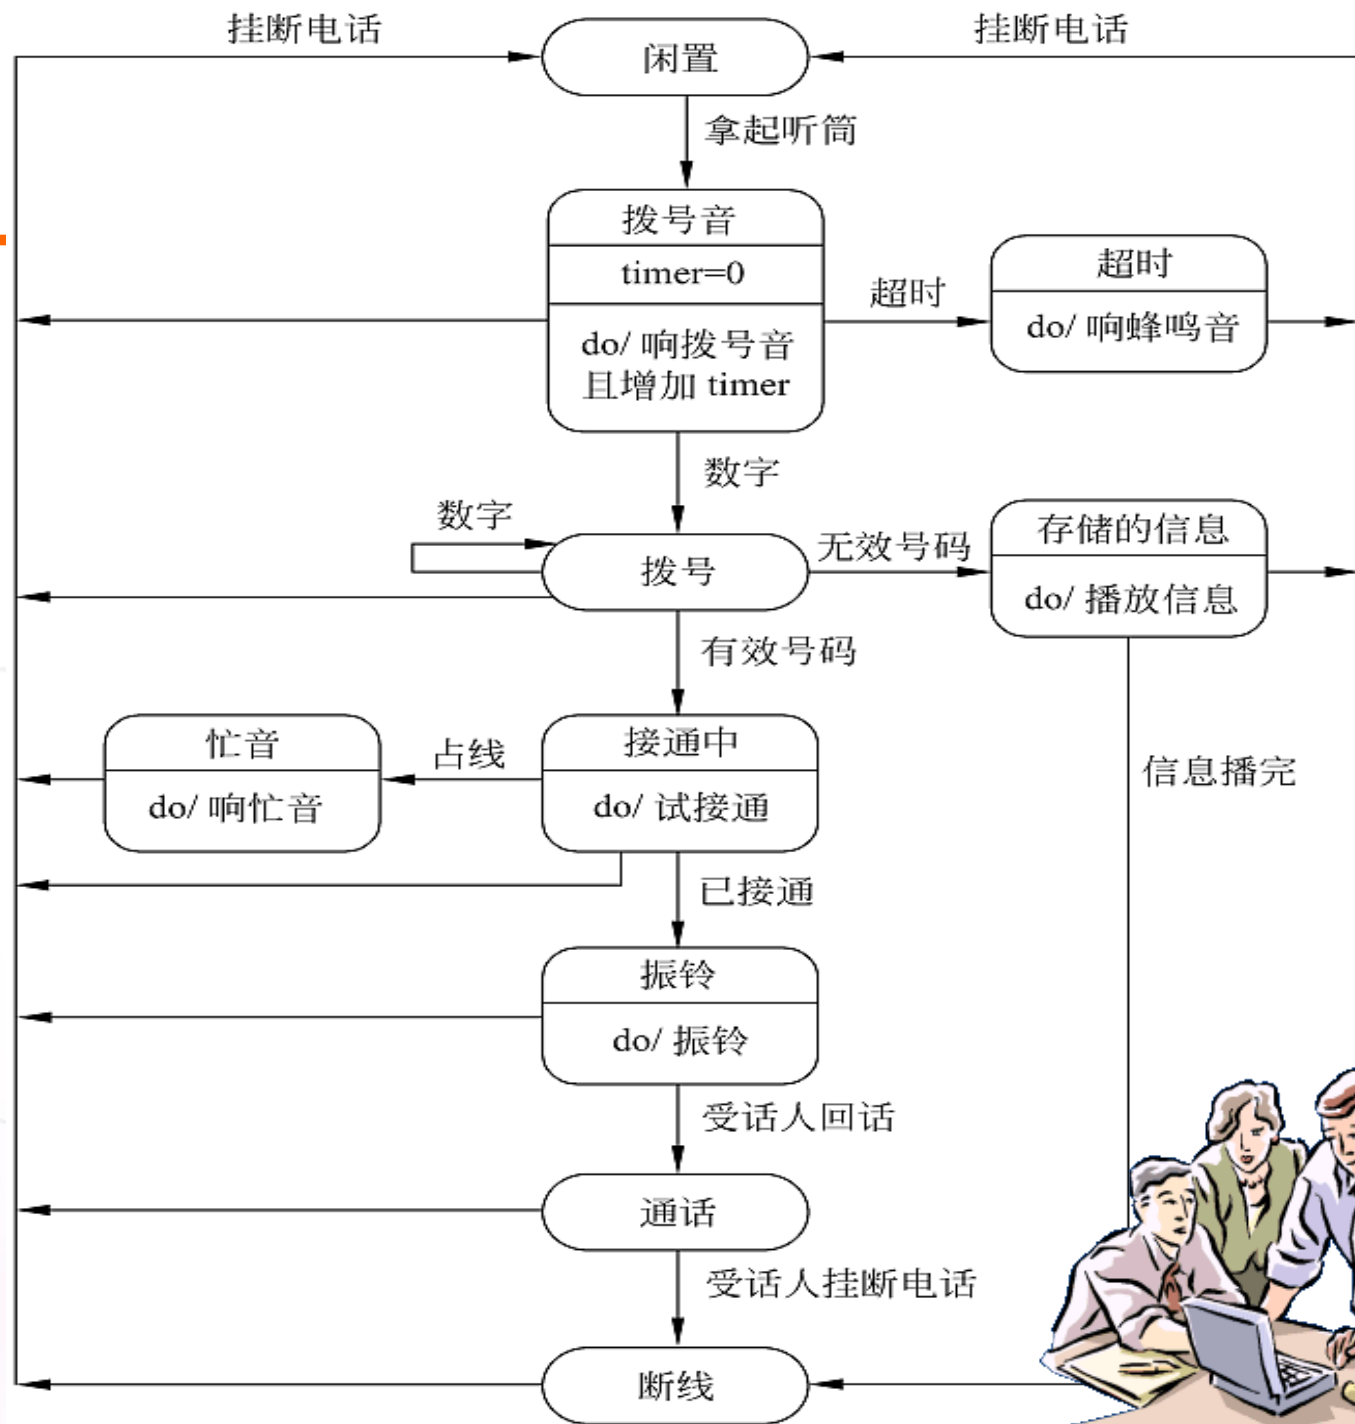 挂断电话
闲置
挂断电话
拿起听筒
拨号音
timer=0
do/ 响拨号音
且增加 timer
超时
超时
do/ 响蜂鸣音
数字
数字
拨号
无效号码
存储的信息
do/ 播放信息
有效号码
忙音
do/ 响忙音
占线
接通中
do/ 试接通
信息播完
已接通
振铃
do/ 振铃
受话人回话
通话
受话人挂断电话
断线